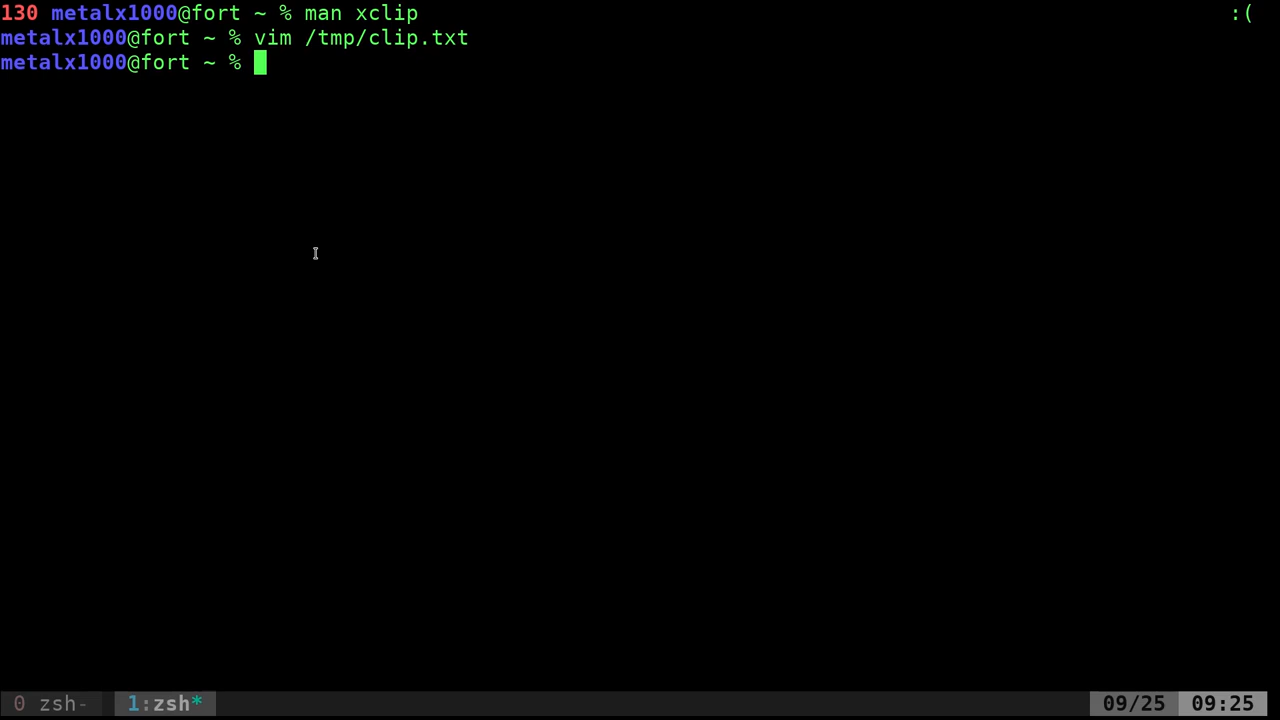 130 metalx1000@fort ~ % man xclip :(
metalx1000@fort ~ % vim /tmp/clip.txt
metalx1000@fort ~ %
0 zsh- 1:zsh* 09/25 09:25